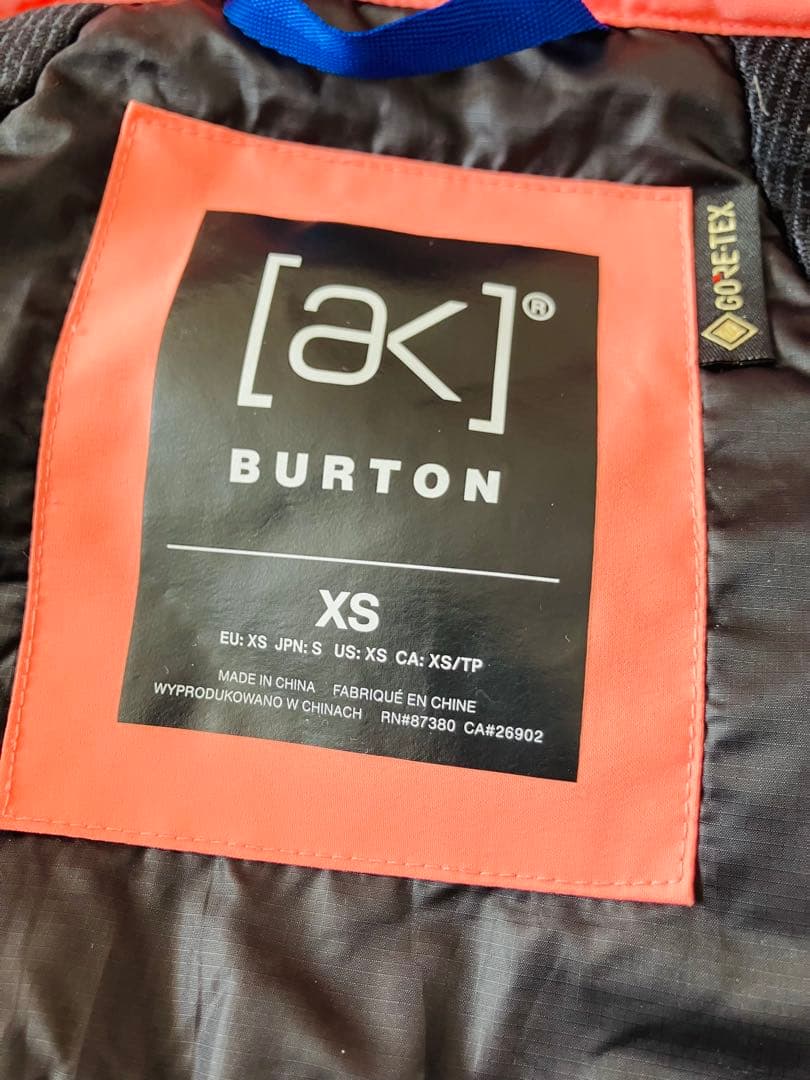 [ak]®
GORE-TEX
BURTON
XS
EU: XS JPN: S US: XS CA: XS/TP
MADE IN CHINA FABRIQUÉ EN CHINE
WYPRODUKOWANO W CHINACH RN#87380 CA#26902